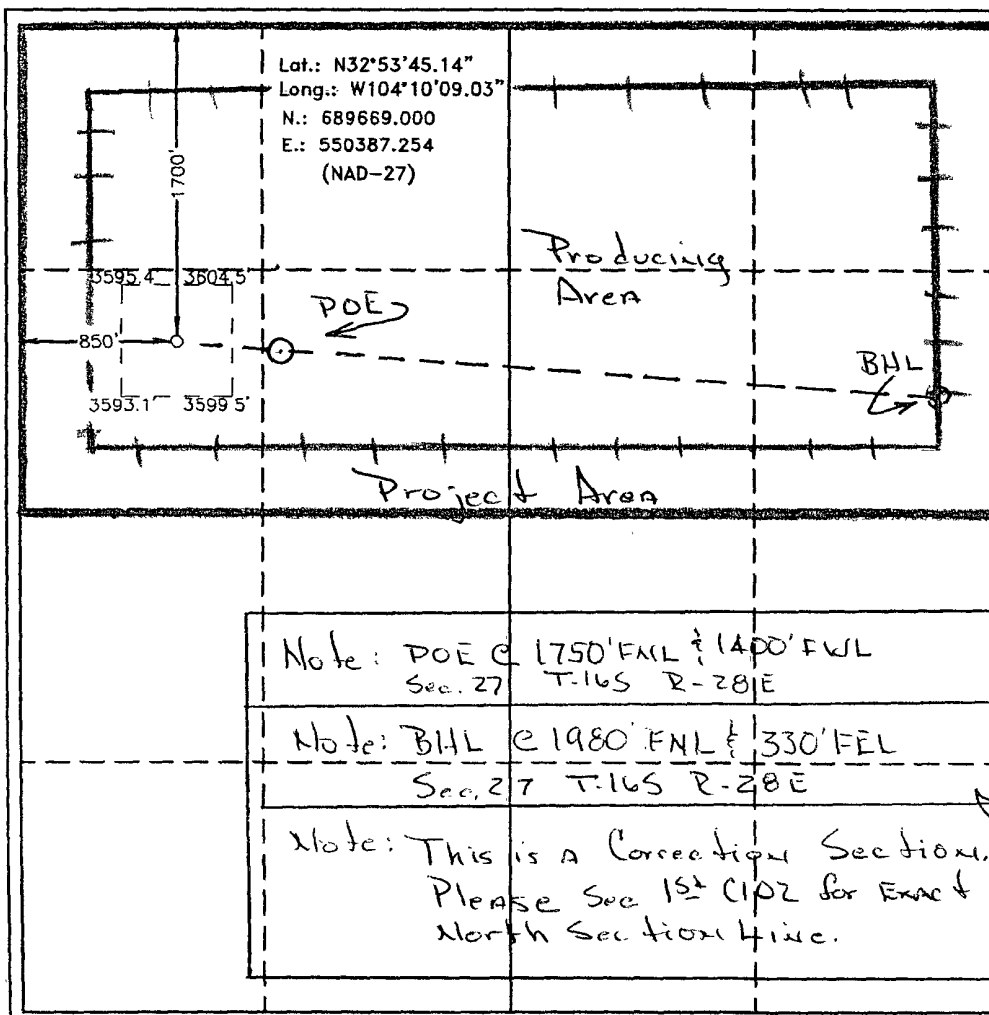 Lat.: N32°53'45.14"
Long.: W104°10'09.03"
N.: 689669.000
E.: 550387.254
(NAD-27)
1700'
Producing
Area
3595.4' 3604.5'
POE
850'
BHL
3593.1' 3599.5'
Project Area
Note: POE @ 1750' FNL & 1400' FWL
Sec. 27 T-16S R-28E
Note: BHL @ 1980' FNL & 330' FEL
Sec. 27 T-16S R-28E
Note: This is a Correction Section.
Please See 1st C102 for Exact
North Section Line.